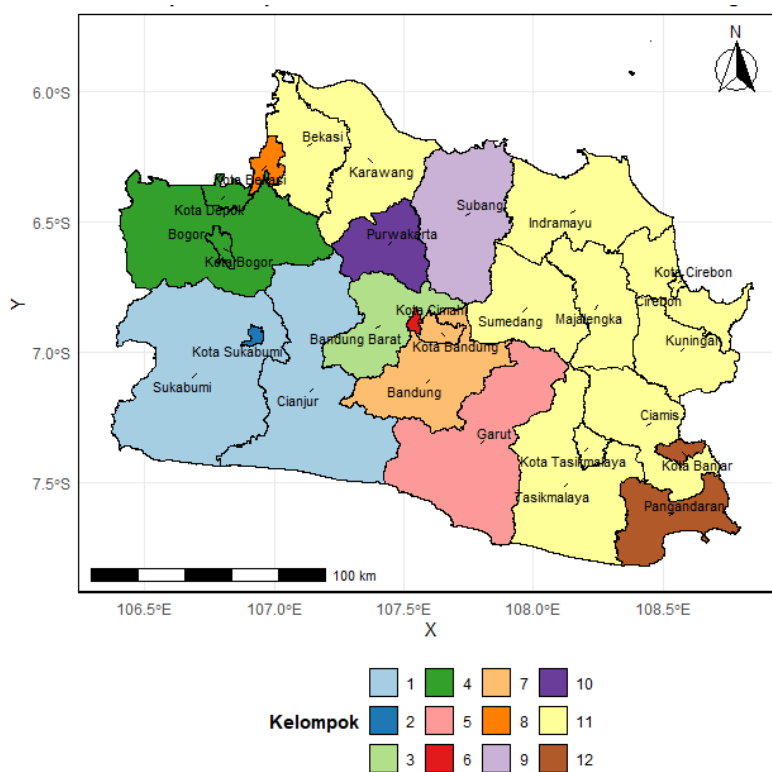 N
6.0°S
6.5°S
7.0°S
7.5°S
Y
Bekasi
Karawang
Kota Bekasi
Subang
Kota Depok
Indramayu
Bogor
Purwakarta
Kota Bogor
Kota Cirebon
Cirebon
Kota Cimahi
Sumedang
Majalengka
Kota Sukabumi
Bandung Barat
Kota Bandung
Kuningan
Sukabumi
Cianjur
Bandung
Ciamis
Garut
Kota Tasikmalaya
Kota Banjar
Tasikmalaya
Pangandaran
100 km
106.5°E 107.0°E 107.5°E 108.0°E 108.5°E
X
Kelompok
1 4 7 10
2 5 8 11
3 6 9 12